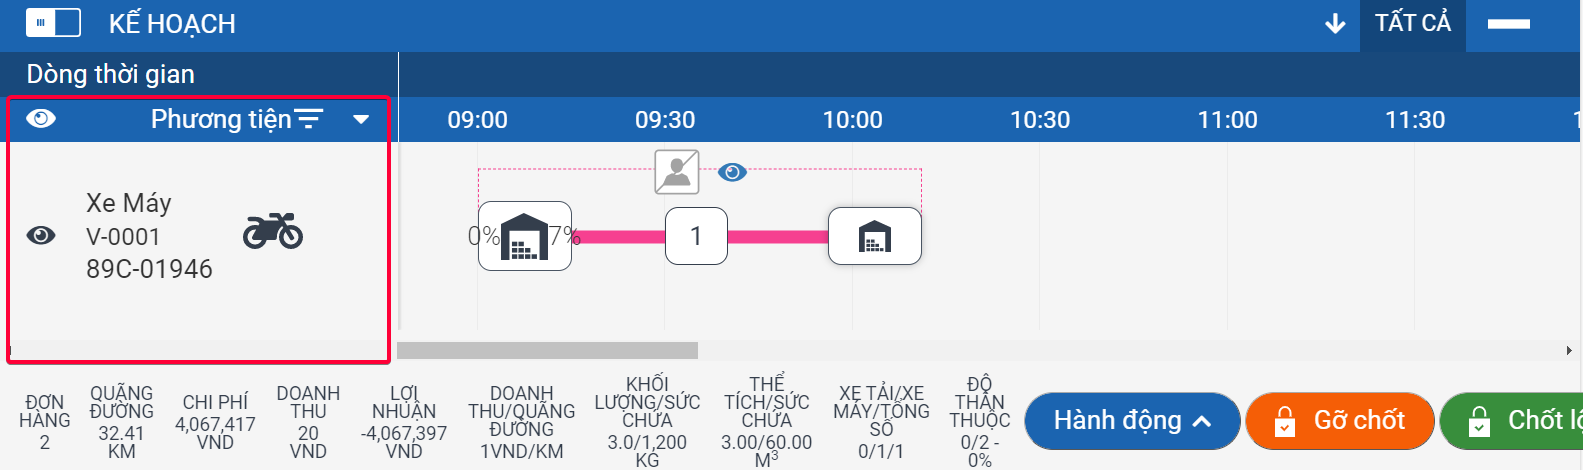 KẾ HOẠCH
TẤT CẢ
Dòng thời gian
Phương tiện
09:00 09:30 10:00 10:30 11:00 11:30
Xe Máy
V-0001
89C-01946
0% 7% 1
ĐƠN
HÀNG
2
QUÃNG
ĐƯỜNG
32.41
KM
CHI PHÍ
4,067,417
VND
DOANH
THU
20
VND
LỢI
NHUẬN
-4,067,397
VND
DOANH
THU/QUÃNG
ĐƯỜNG
1VND/KM
KHỐI
LƯỢNG/SỨC
CHỨA
3.0/1,200
KG
THỂ
TÍCH/SỨC
CHỨA
3.00/60.00
M³
XE TẢI/XE
MÁY/TỔNG
SỐ
0/1/1
ĐỘ
THÂN
THUỘC
0/2 -
0%
Hành động
Gỡ chốt
Chốt